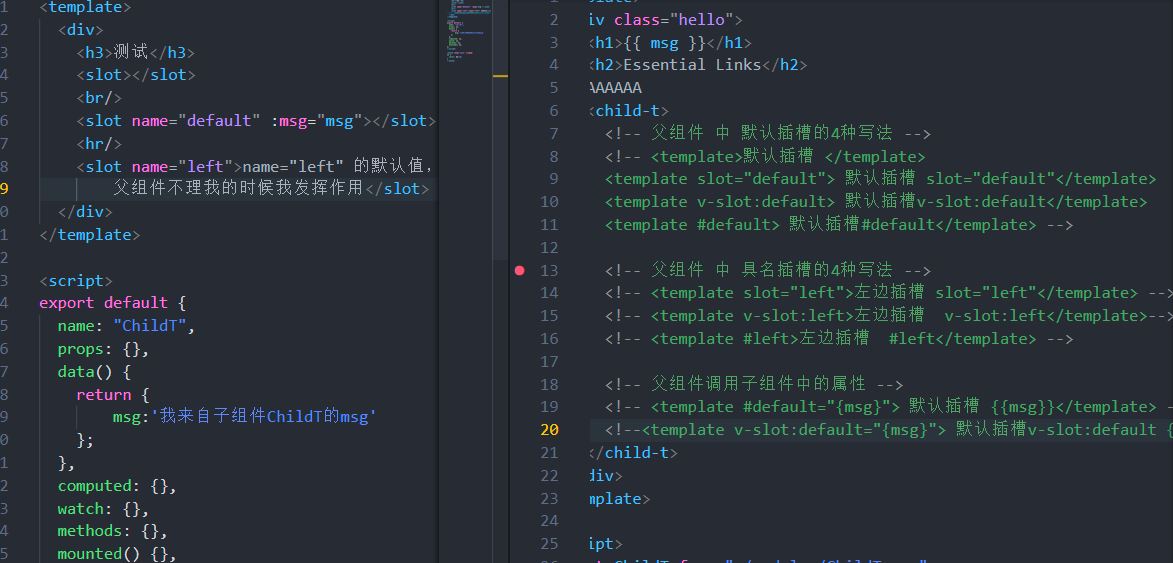 1 <template>
2 <div>
3 <h3>测试</h3>
4 <slot></slot>
5 <br/>
6 <slot name="default" :msg="msg"></slot>
7 <hr/>
8 <slot name="left">name="left" 的默认值,
9 父组件不理我的时候我发挥作用</slot>
0 </div>
1 </template>
2
3 <script>
4 export default {
5 name: "ChildT",
6 props: {},
7 data() {
8 return {
9 msg:'我来自子组件ChildT的msg'
0 };
1 },
2 computed: {},
3 watch: {},
4 methods: {},
5 mounted() {},
2 iv class="hello">
3 <h1>{{ msg }}</h1>
4 <h2>Essential Links</h2>
5 AAAAAA
6 <child-t>
7 <!-- 父组件 中 默认插槽的4种写法 -->
8 <!-- <template>默认插槽 </template>
9 <template slot="default"> 默认插槽 slot="default"</template>
10 <template v-slot:default> 默认插槽v-slot:default</template>
11 <template #default> 默认插槽#default</template> -->
12
13 <!-- 父组件 中 具名插槽的4种写法 -->
14 <!-- <template slot="left">左边插槽 slot="left"</template> -->
15 <!-- <template v-slot:left>左边插槽  v-slot:left</template>-->
16 <!-- <template #left>左边插槽  #left</template> -->
17
18 <!-- 父组件调用子组件中的属性 -->
19 <!-- <template #default="{msg}"> 默认插槽 {{msg}}</template> -
20 <!--<template v-slot:default="{msg}"> 默认插槽v-slot:default {
21 </child-t>
22 div>
23 mplate>
24
25 ipt>